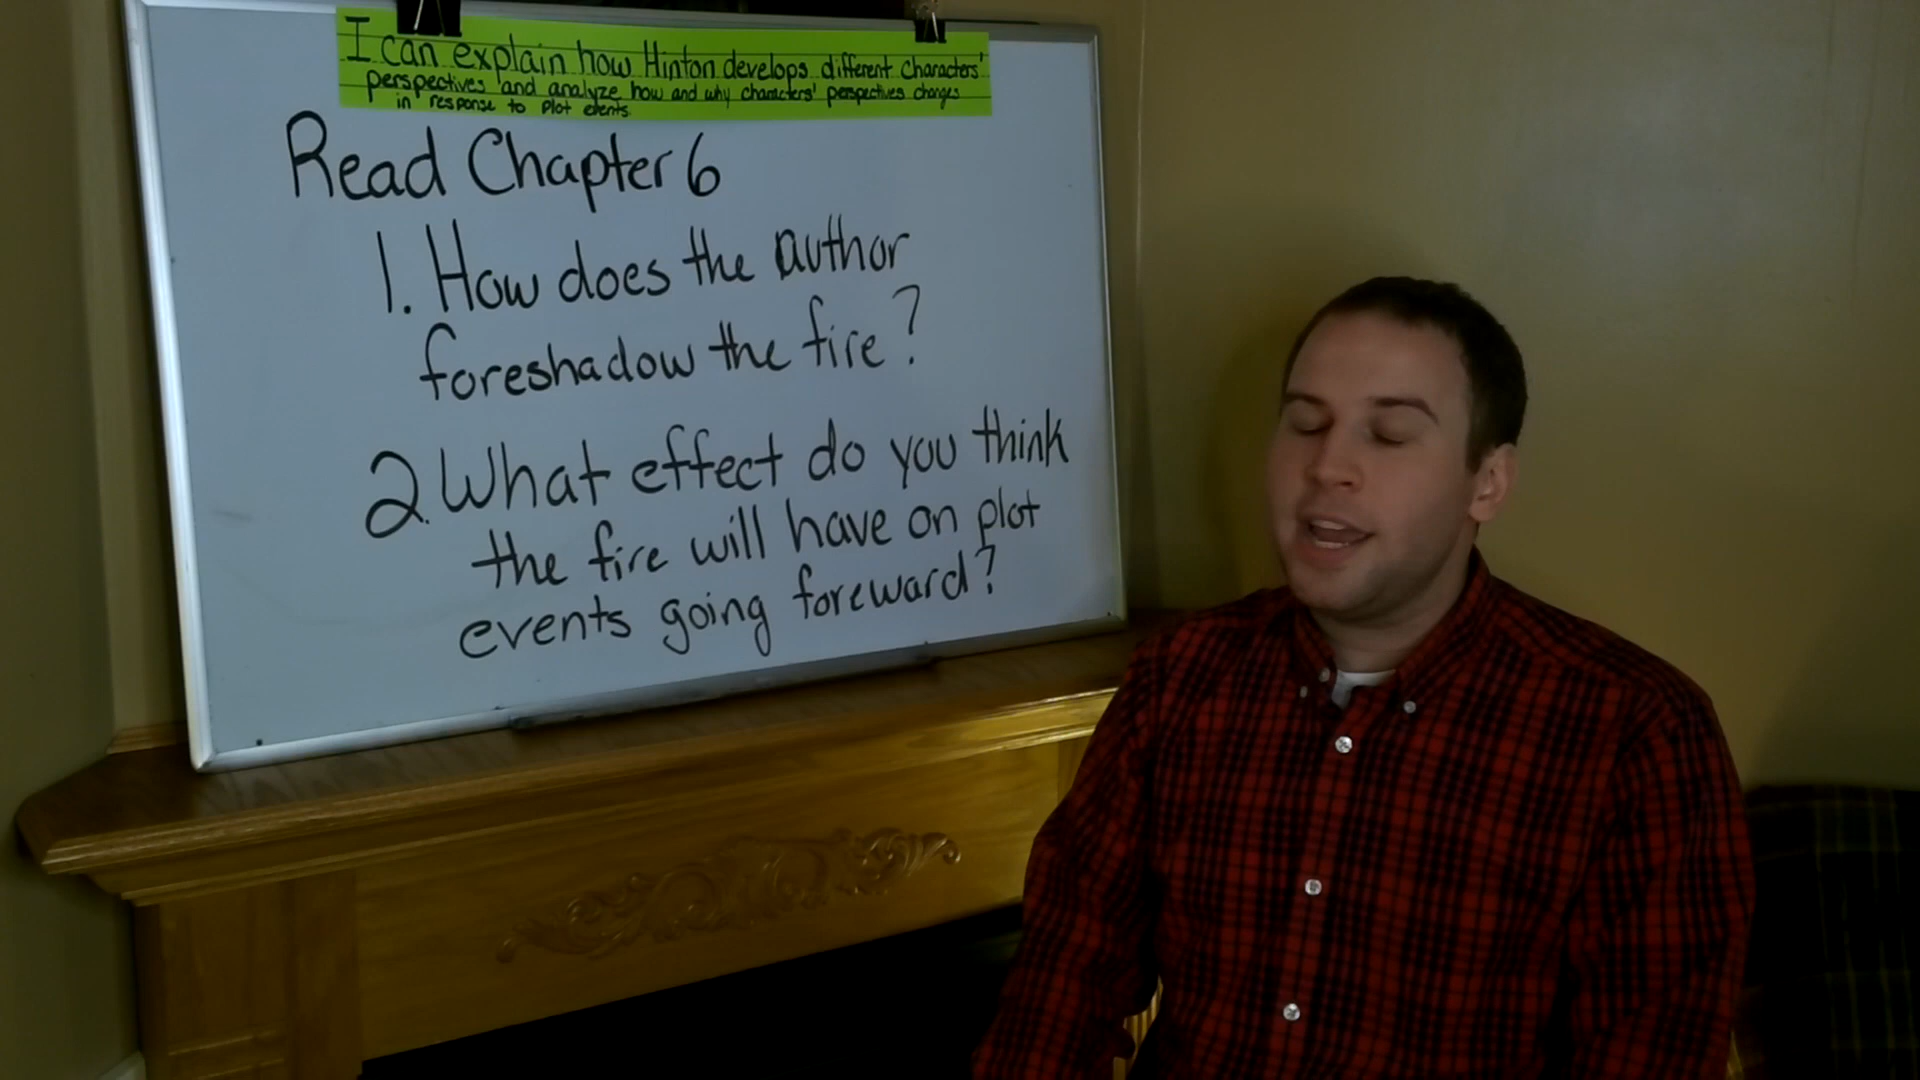 I can explain how Hinton develops different characters'
perspectives and analyze how and why characters' perspectives changes
in response to plot events.
Read Chapter 6
1. How does the author
foreshadow the fire?
2. What effect do you think
the fire will have on plot
events going foreward?